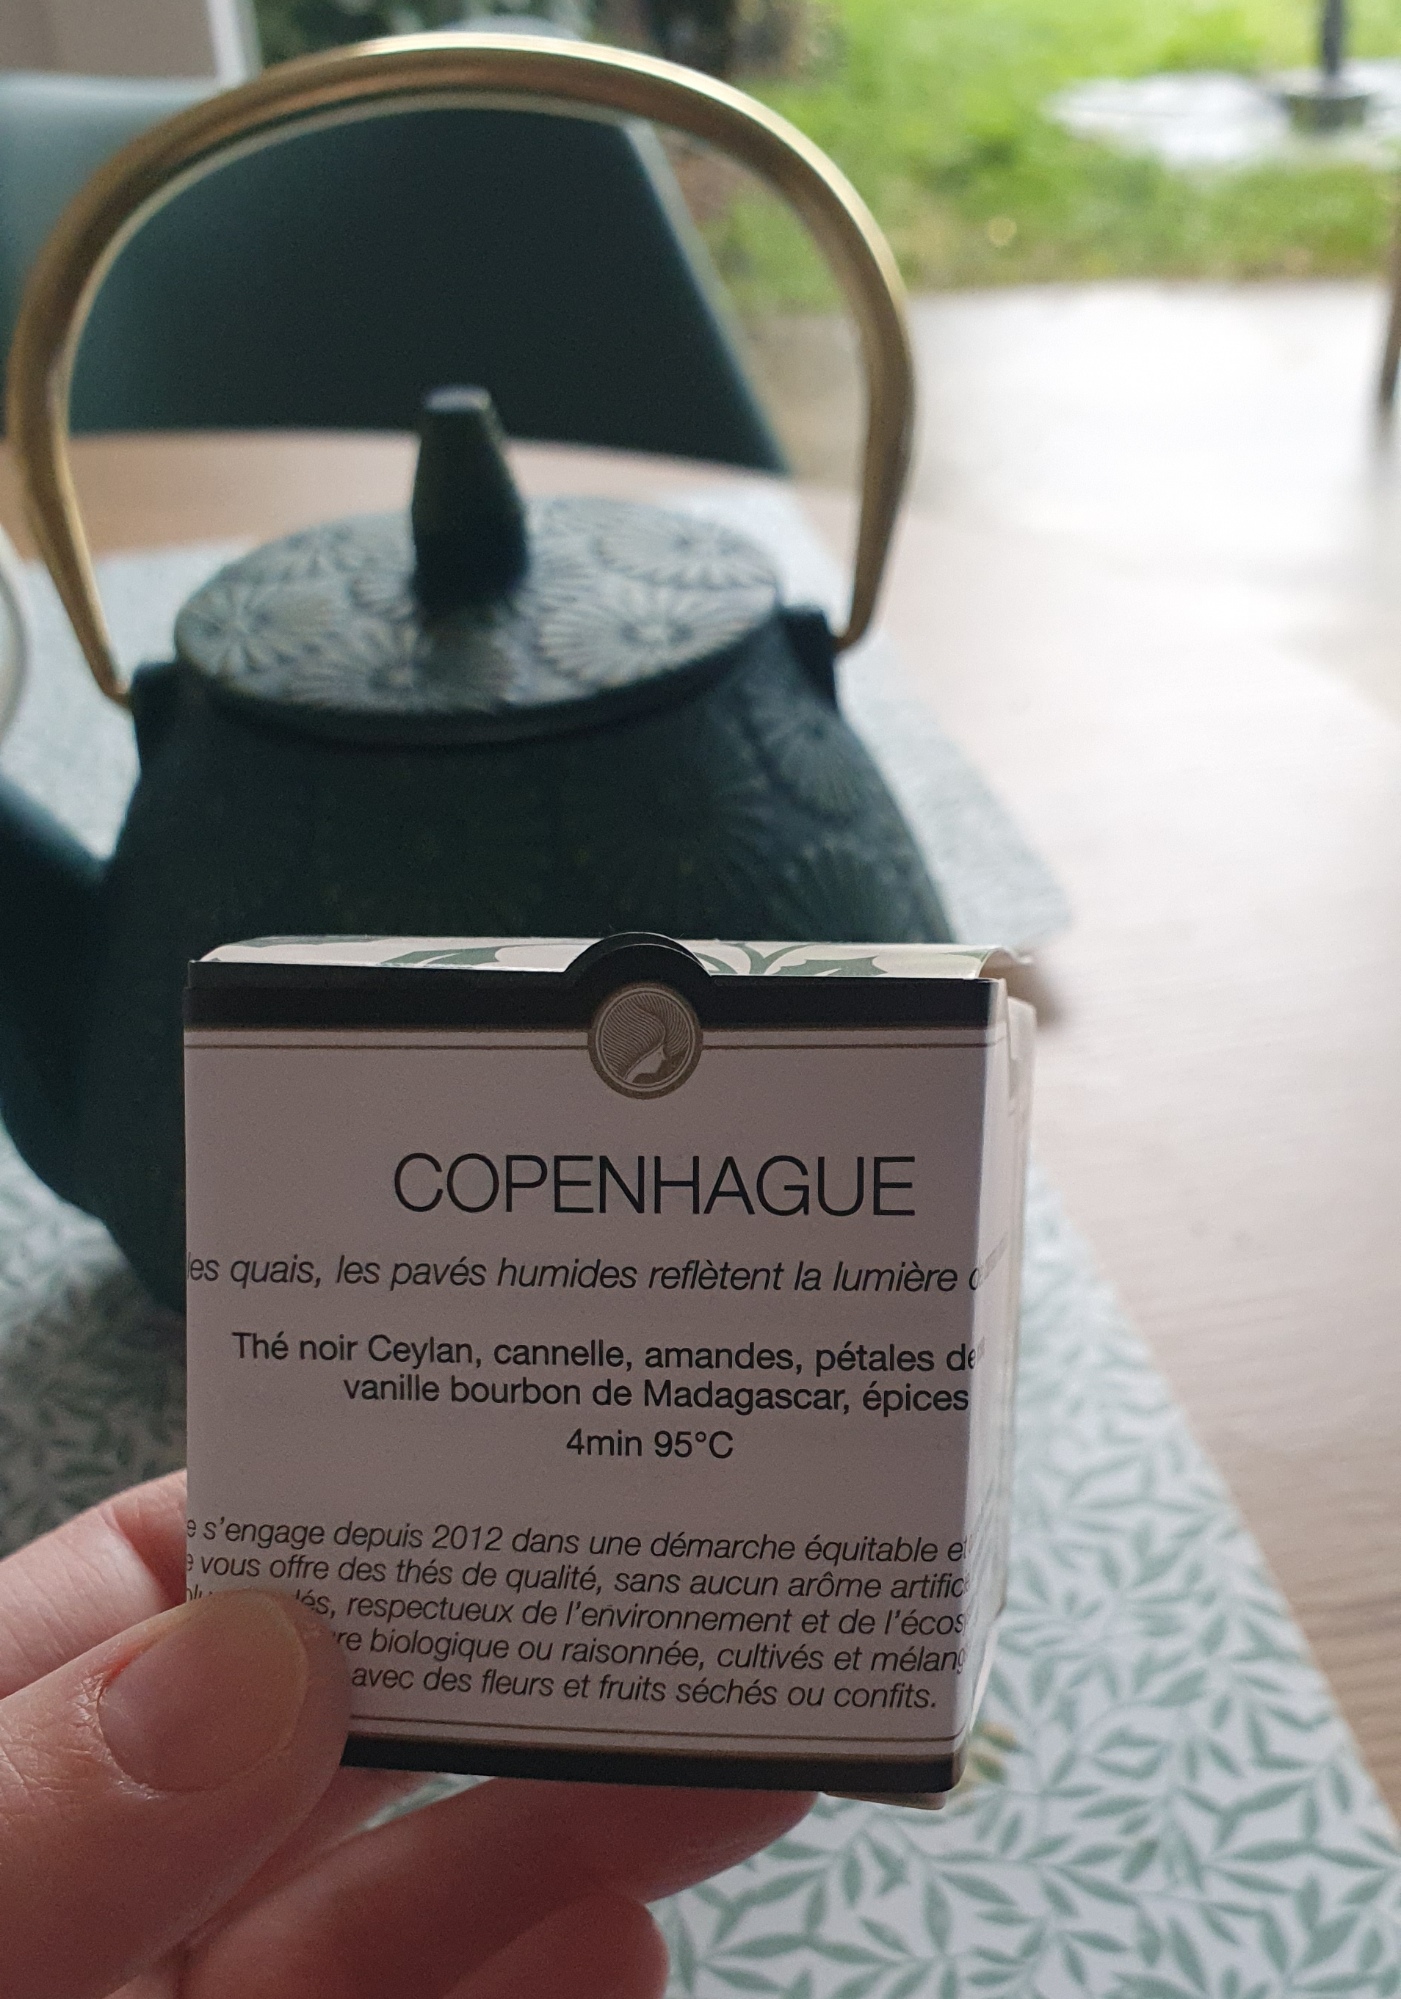 COPENHAGUE
les quais, les pavés humides reflètent la lumière
Thé noir Ceylan, cannelle, amandes, pétales de
vanille bourbon de Madagascar, épices
4min 95°C
s'engage depuis 2012 dans une démarche équitable et
vous offre des thés de qualité, sans aucun arôme
respectueux de l'environnement et de
biologique ou raisonnée, cultivés et
avec des fleurs et fruits séchés ou confits.